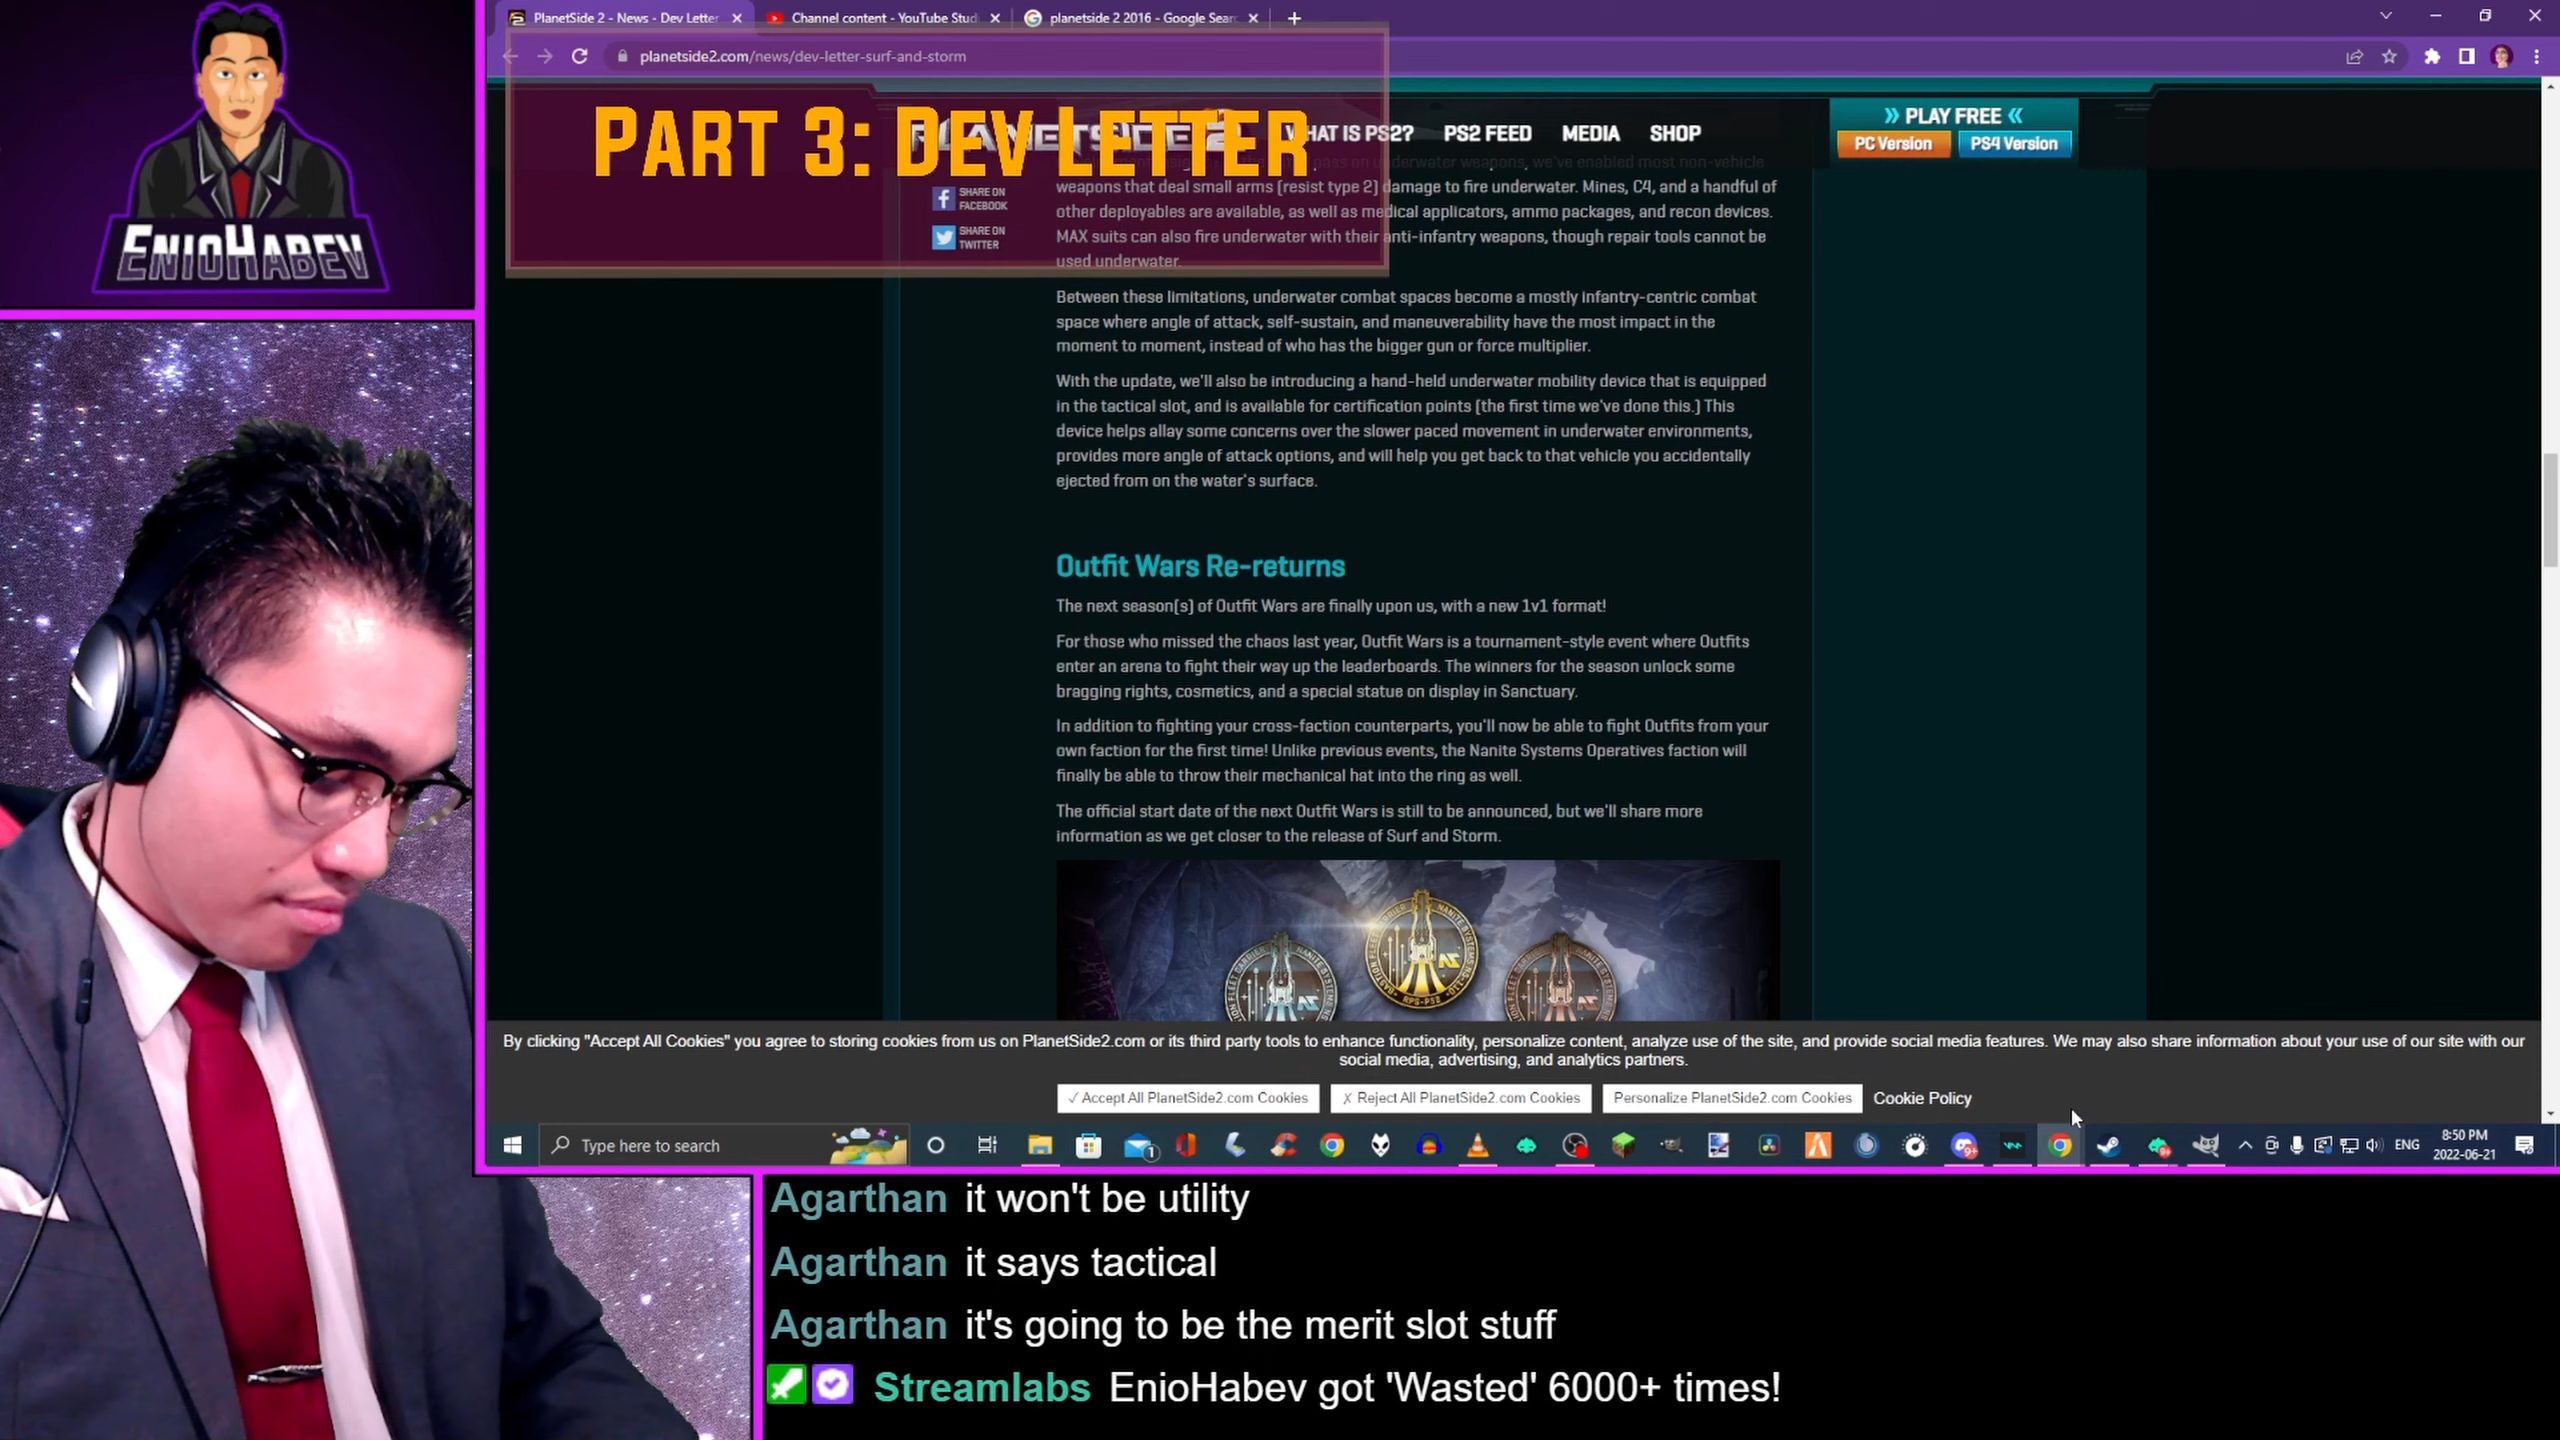 PlanetSide 2 - News - Dev Letter
Channel content - YouTube Stud
planetside 2 2016 - Google Sear
planetside2.com/news/dev-letter-surf-and-storm
PART 3: DEV LETTER
PLANETSIDE 2
WHAT IS PS2?
PS2 FEED
MEDIA
SHOP
PLAY FREE
PC Version
PS4 Version
SHARE ON
FACEBOOK
SHARE ON
TWITTER
pass on underwater weapons, we've enabled most non-vehicle
weapons that deal small arms (resist type 2) damage to fire underwater. Mines, C4, and a handful of
other deployables are available, as well as medical applicators, ammo packages, and recon devices.
MAX suits can also fire underwater with their anti-infantry weapons, though repair tools cannot be
used underwater.
Between these limitations, underwater combat spaces become a mostly infantry-centric combat
space where angle of attack, self-sustain, and maneuverability have the most impact in the
moment to moment, instead of who has the bigger gun or force multiplier.
With the update, we'll also be introducing a hand-held underwater mobility device that is equipped
in the tactical slot, and is available for certification points (the first time we've done this.) This
device helps allay some concerns over the slower paced movement in underwater environments,
provides more angle of attack options, and will help you get back to that vehicle you accidentally
ejected from on the water's surface.
Outfit Wars Re-returns
The next season(s) of Outfit Wars are finally upon us, with a new 1v1 format!
For those who missed the chaos last year, Outfit Wars is a tournament-style event where Outfits
enter an arena to fight their way up the leaderboards. The winners for the season unlock some
bragging rights, cosmetics, and a special statue on display in Sanctuary.
In addition to fighting your cross-faction counterparts, you'll now be able to fight Outfits from your
own faction for the first time! Unlike previous events, the Nanite Systems Operatives faction will
finally be able to throw their mechanical hat into the ring as well.
The official start date of the next Outfit Wars is still to be announced, but we'll share more
information as we get closer to the release of Surf and Storm.
By clicking "Accept All Cookies" you agree to storing cookies from us on PlanetSide2.com or its third party tools to enhance functionality, personalize content, analyze use of the site, and provide social media features. We may also share information about your use of our site with our
social media, advertising, and analytics partners.
✓ Accept All PlanetSide2.com Cookies
X Reject All PlanetSide2.com Cookies
Personalize PlanetSide2.com Cookies
Cookie Policy
Type here to search
ENG
8:50 PM
2022-06-21
ENIOHABEV
Agarthan it won't be utility
Agarthan it says tactical
Agarthan it's going to be the merit slot stuff
Streamlabs EnioHabev got 'Wasted' 6000+ times!